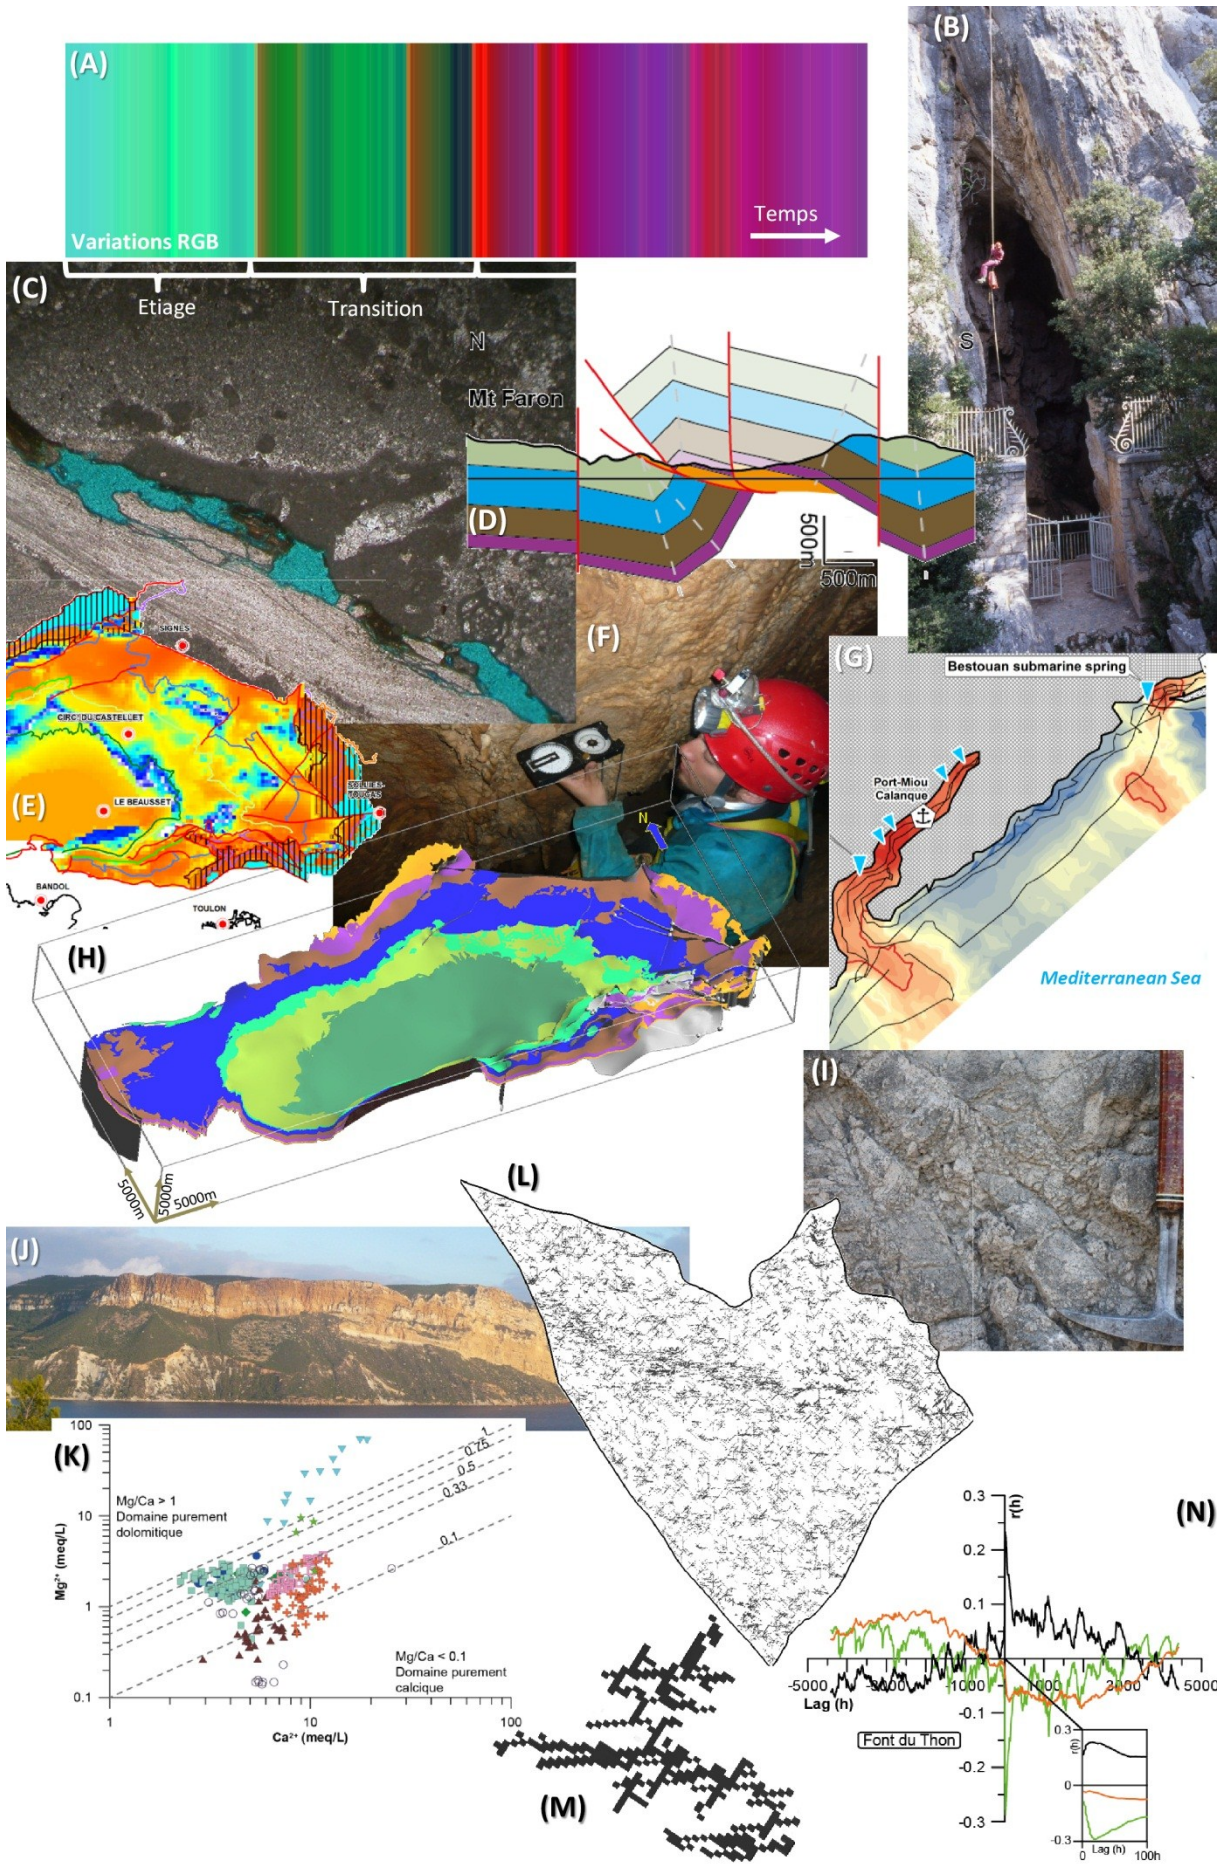 (A)
Variations RGB
Temps
(B)
(C)
Etiage
Transition
N
S
Mt Faron
(D)
500m
500m
SIGNES
CIRC. DU CASTELLET
LE BEAUSSET
(E)
BANDOL
TOULON
(F)
N
(G)
Bestouan submarine spring
Port-Miou
Calanque
Mediterranean Sea
(H)
5000m
5000m
5000m
(I)
(J)
(K)
100
10
1
0.1
Mg²⁺ (meq/L)
Mg/Ca > 1
Domaine purement
dolomitique
1
0.75
0.5
0.33
0.1
Mg/Ca < 0.1
Domaine purement
calcique
1
10
100
Ca²⁺ (meq/L)
(L)
(M)
(N)
0.3
r(h)
0.2
0.1
-5000
-3000
-1000
1000
3000
5000
Lag (h)
-0.1
-0.2
-0.3
Font du Thon
0.3
r(h)
0
-0.3
Lag (h)
0
100h